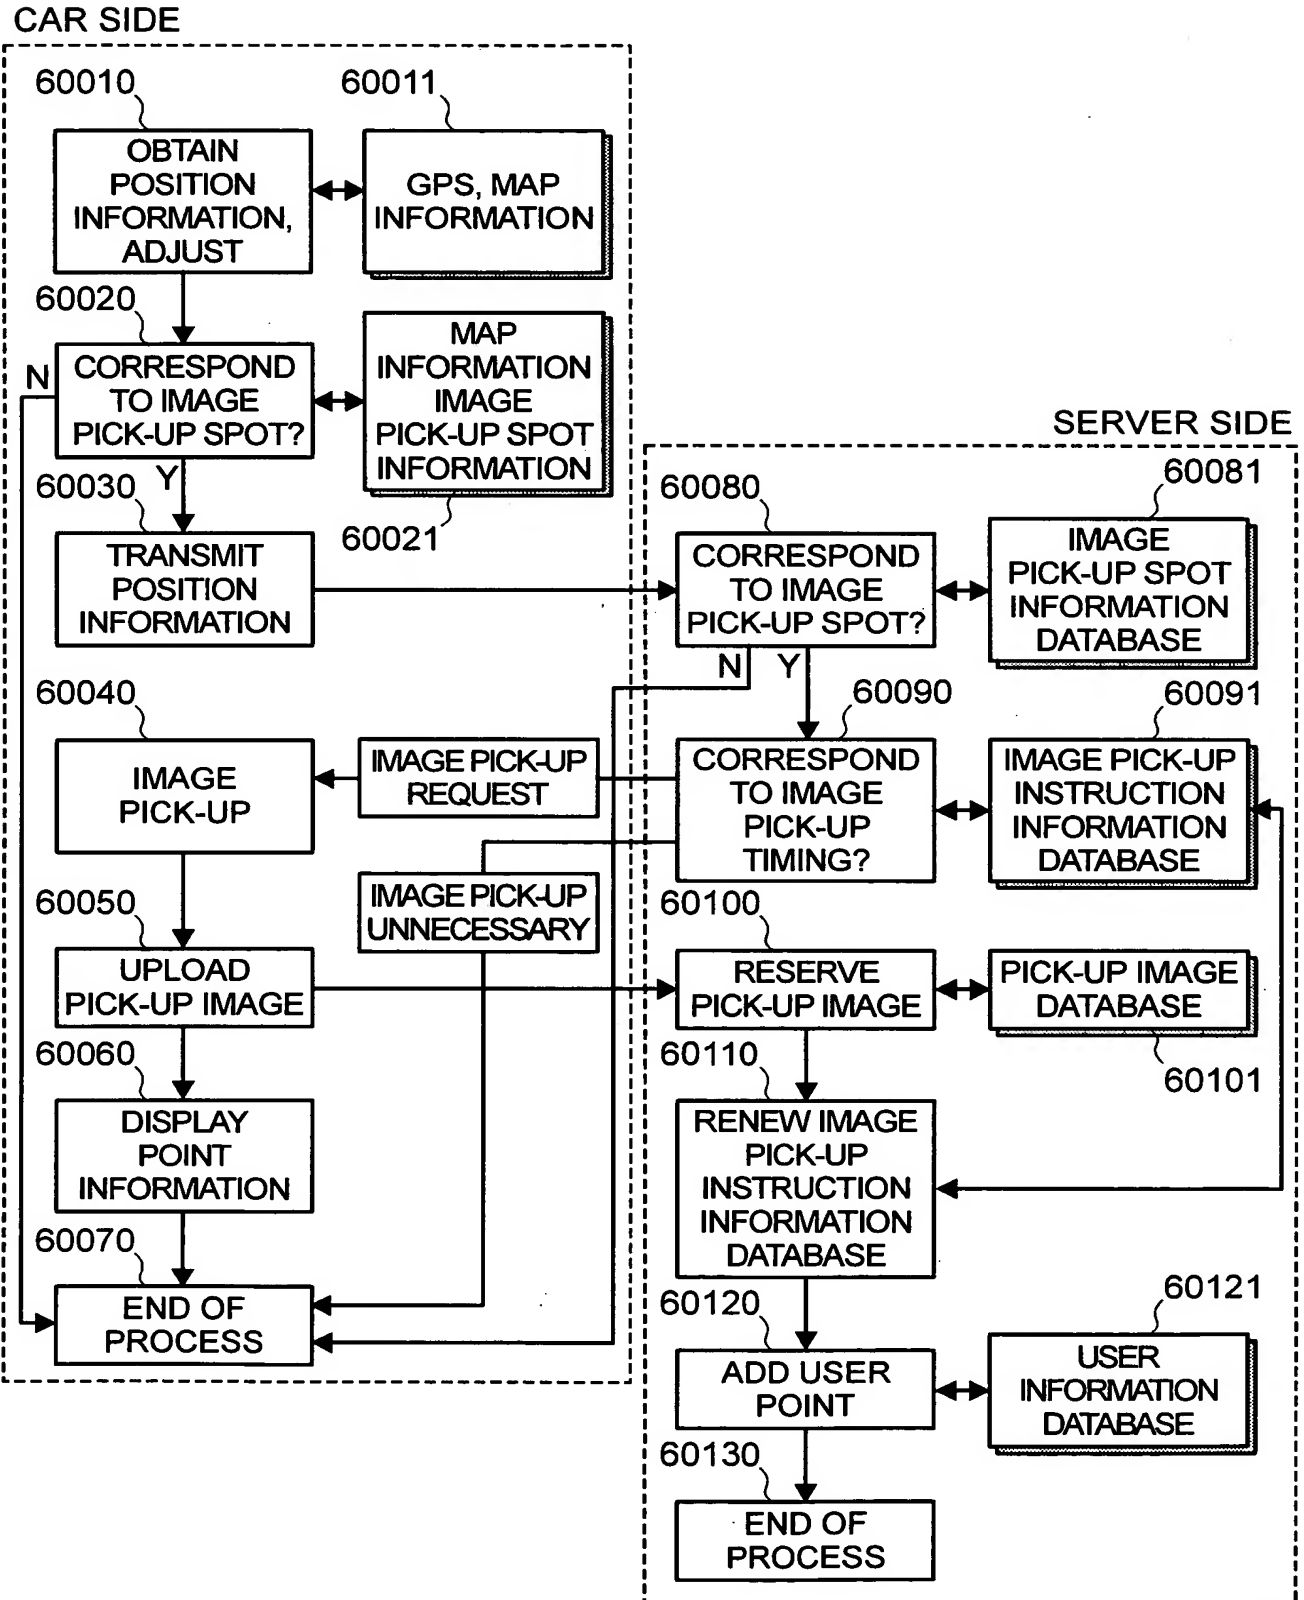 CAR SIDE
60010
60011
OBTAIN
POSITION
INFORMATION,
ADJUST
GPS, MAP
INFORMATION
60020
N
CORRESPOND
TO IMAGE
PICK-UP SPOT?
MAP
INFORMATION
IMAGE
PICK-UP SPOT
INFORMATION
60021
Y
60030
TRANSMIT
POSITION
INFORMATION
60040
IMAGE
PICK-UP
IMAGE PICK-UP
REQUEST
IMAGE PICK-UP
UNNECESSARY
60050
UPLOAD
PICK-UP IMAGE
60060
DISPLAY
POINT
INFORMATION
60070
END OF
PROCESS
SERVER SIDE
60080
60081
CORRESPOND
TO IMAGE
PICK-UP SPOT?
IMAGE
PICK-UP SPOT
INFORMATION
DATABASE
N
Y
60090
60091
CORRESPOND
TO IMAGE
PICK-UP
TIMING?
IMAGE PICK-UP
INSTRUCTION
INFORMATION
DATABASE
60100
RESERVE
PICK-UP IMAGE
PICK-UP IMAGE
DATABASE
60101
60110
RENEW IMAGE
PICK-UP
INSTRUCTION
INFORMATION
DATABASE
60120
60121
ADD USER
POINT
USER
INFORMATION
DATABASE
60130
END OF
PROCESS